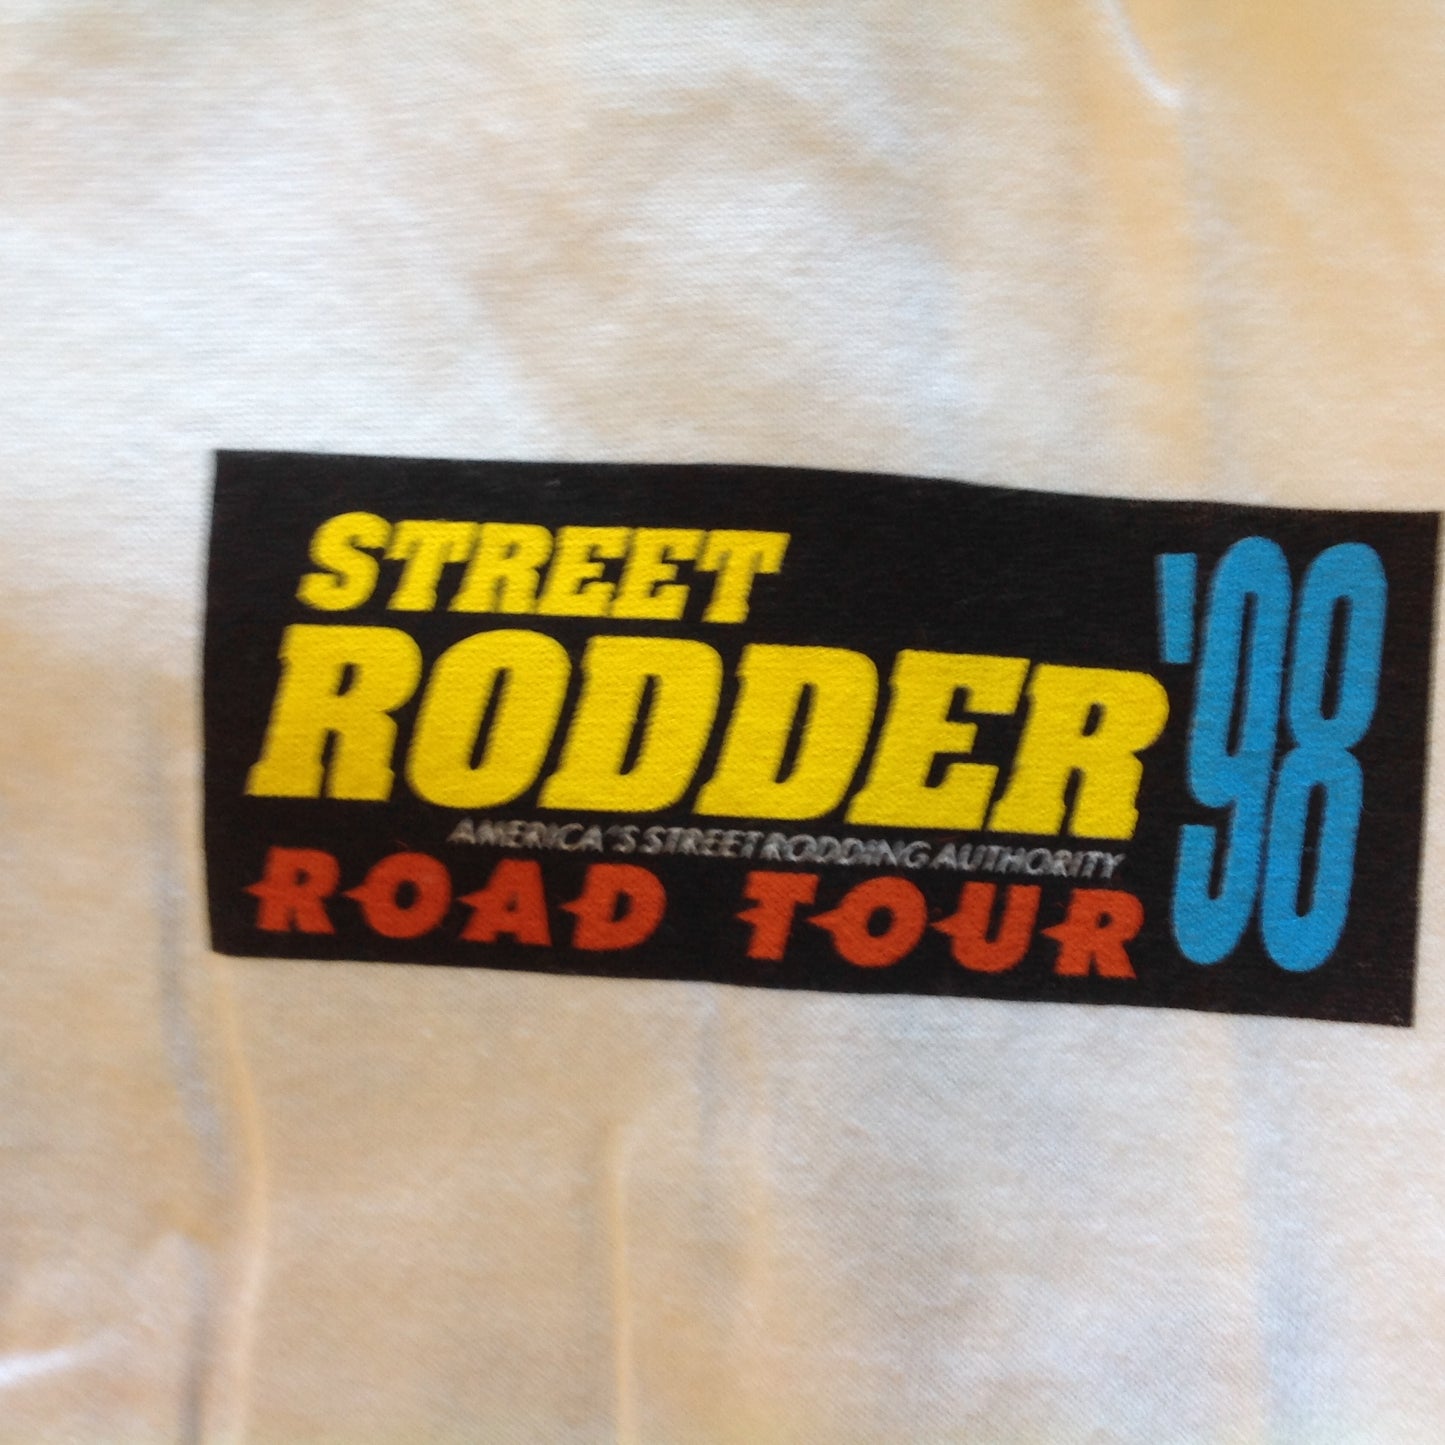 STREET
RODDER '98
AMERICA'S STREET RODDING AUTHORITY
ROAD TOUR